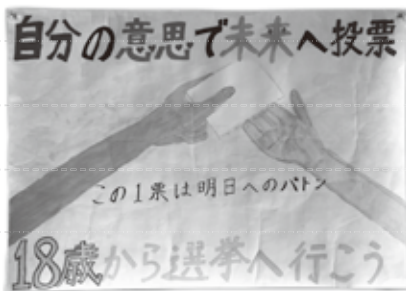 自分の意思で未来へ投票
この1票は明日へのバトン
18歳から選挙へ行こう